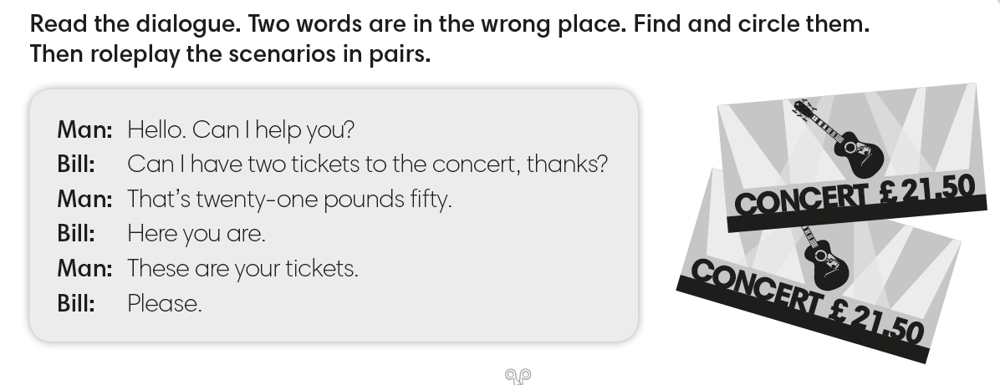 Read the dialogue. Two words are in the wrong place. Find and circle them.
Then roleplay the scenarios in pairs.
Man: Hello. Can I help you?
Bill: Can I have two tickets to the concert, thanks?
Man: That's twenty-one pounds fifty.
Bill: Here you are.
Man: These are your tickets.
Bill: Please.
CONCERT £21.50
CONCERT £21.50